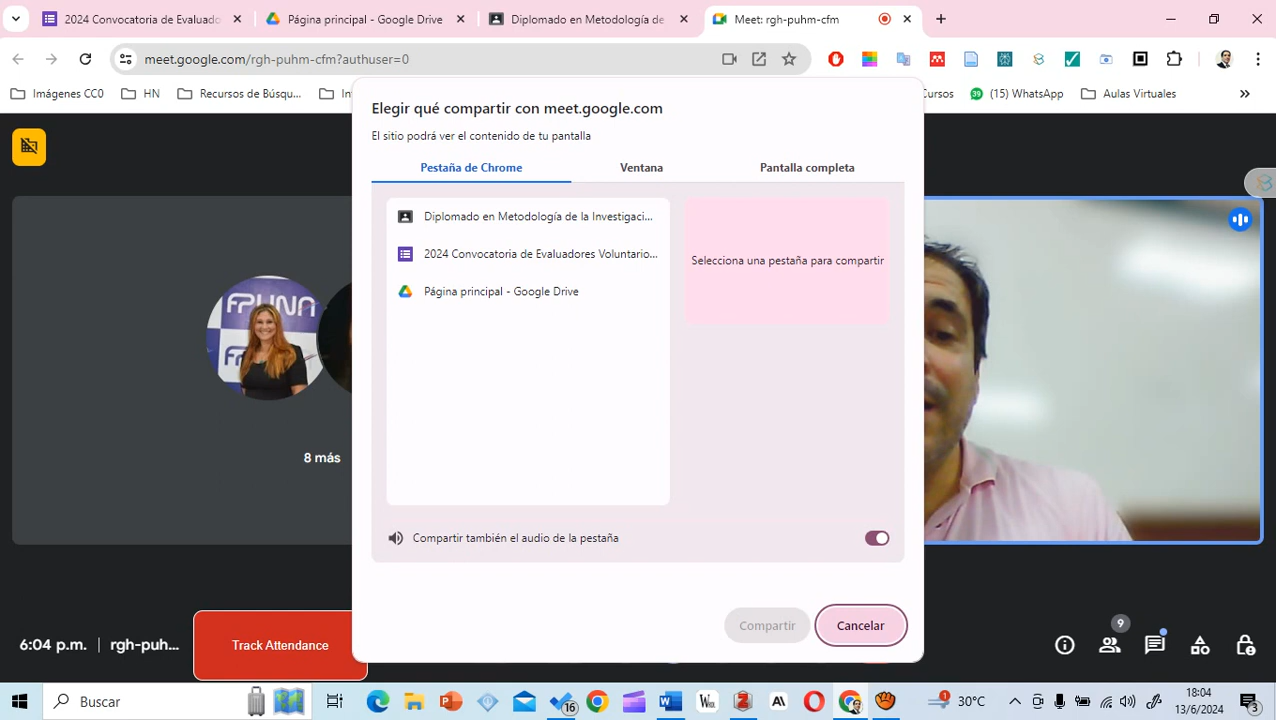 2024 Convocatoria de Evaluado
Página principal - Google Drive
Diplomado en Metodología de
Meet: rgh-puhm-cfm
meet.google.com/rgh-puhm-cfm?authuser=0
Imágenes CC0
HN
Recursos de Búsqu...
Cursos
(15) WhatsApp
Aulas Virtuales
Elegir qué compartir con meet.google.com
El sitio podrá ver el contenido de tu pantalla
Pestaña de Chrome
Ventana
Pantalla completa
Diplomado en Metodología de la Investigaci...
2024 Convocatoria de Evaluadores Voluntario...
Página principal - Google Drive
Selecciona una pestaña para compartir
FPUNA
8 más
Compartir también el audio de la pestaña
Compartir
Cancelar
6:04 p.m.
rgh-puh...
Track Attendance
9
Buscar
16
1
30°C
18:04
13/6/2024
3